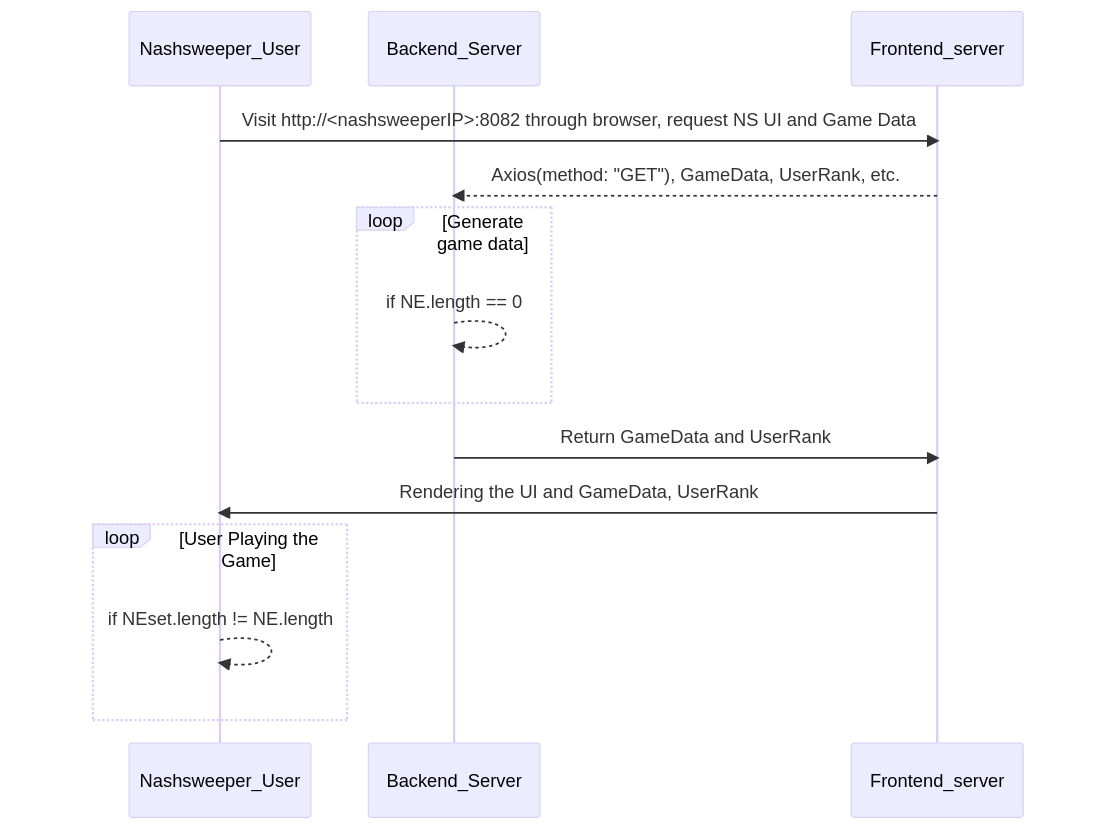 Nashsweeper_User
Backend_Server
Frontend_server
Visit http://<nashsweeperIP>:8082 through browser, request NS UI and Game Data
Axios(method: "GET"), GameData, UserRank, etc.
loop
[Generate
game data]
if NE.length == 0
Return GameData and UserRank
Rendering the UI and GameData, UserRank
loop
[User Playing the
Game]
if NEset.length != NE.length
Nashsweeper_User
Backend_Server
Frontend_server